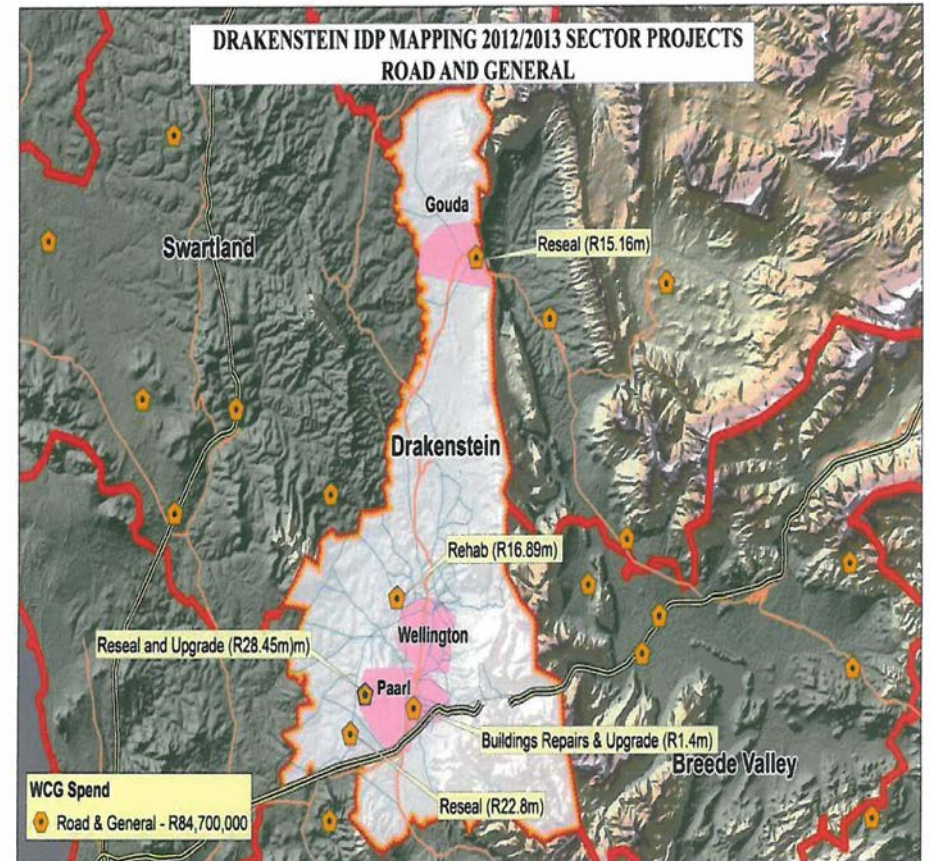 DRAKENSTEIN IDP MAPPING 2012/2013 SECTOR PROJECTS
ROAD AND GENERAL
Gouda
Reseal (R15.16m)
Swartland
Drakenstein
Rehab (R16.89m)
Wellington
Reseal and Upgrade (R28.45m)m)
Paarl
Buildings Repairs & Upgrade (R1.4m)
Breede Valley
Reseal (R22.8m)
WCG Spend
Road & General - R84,700,000